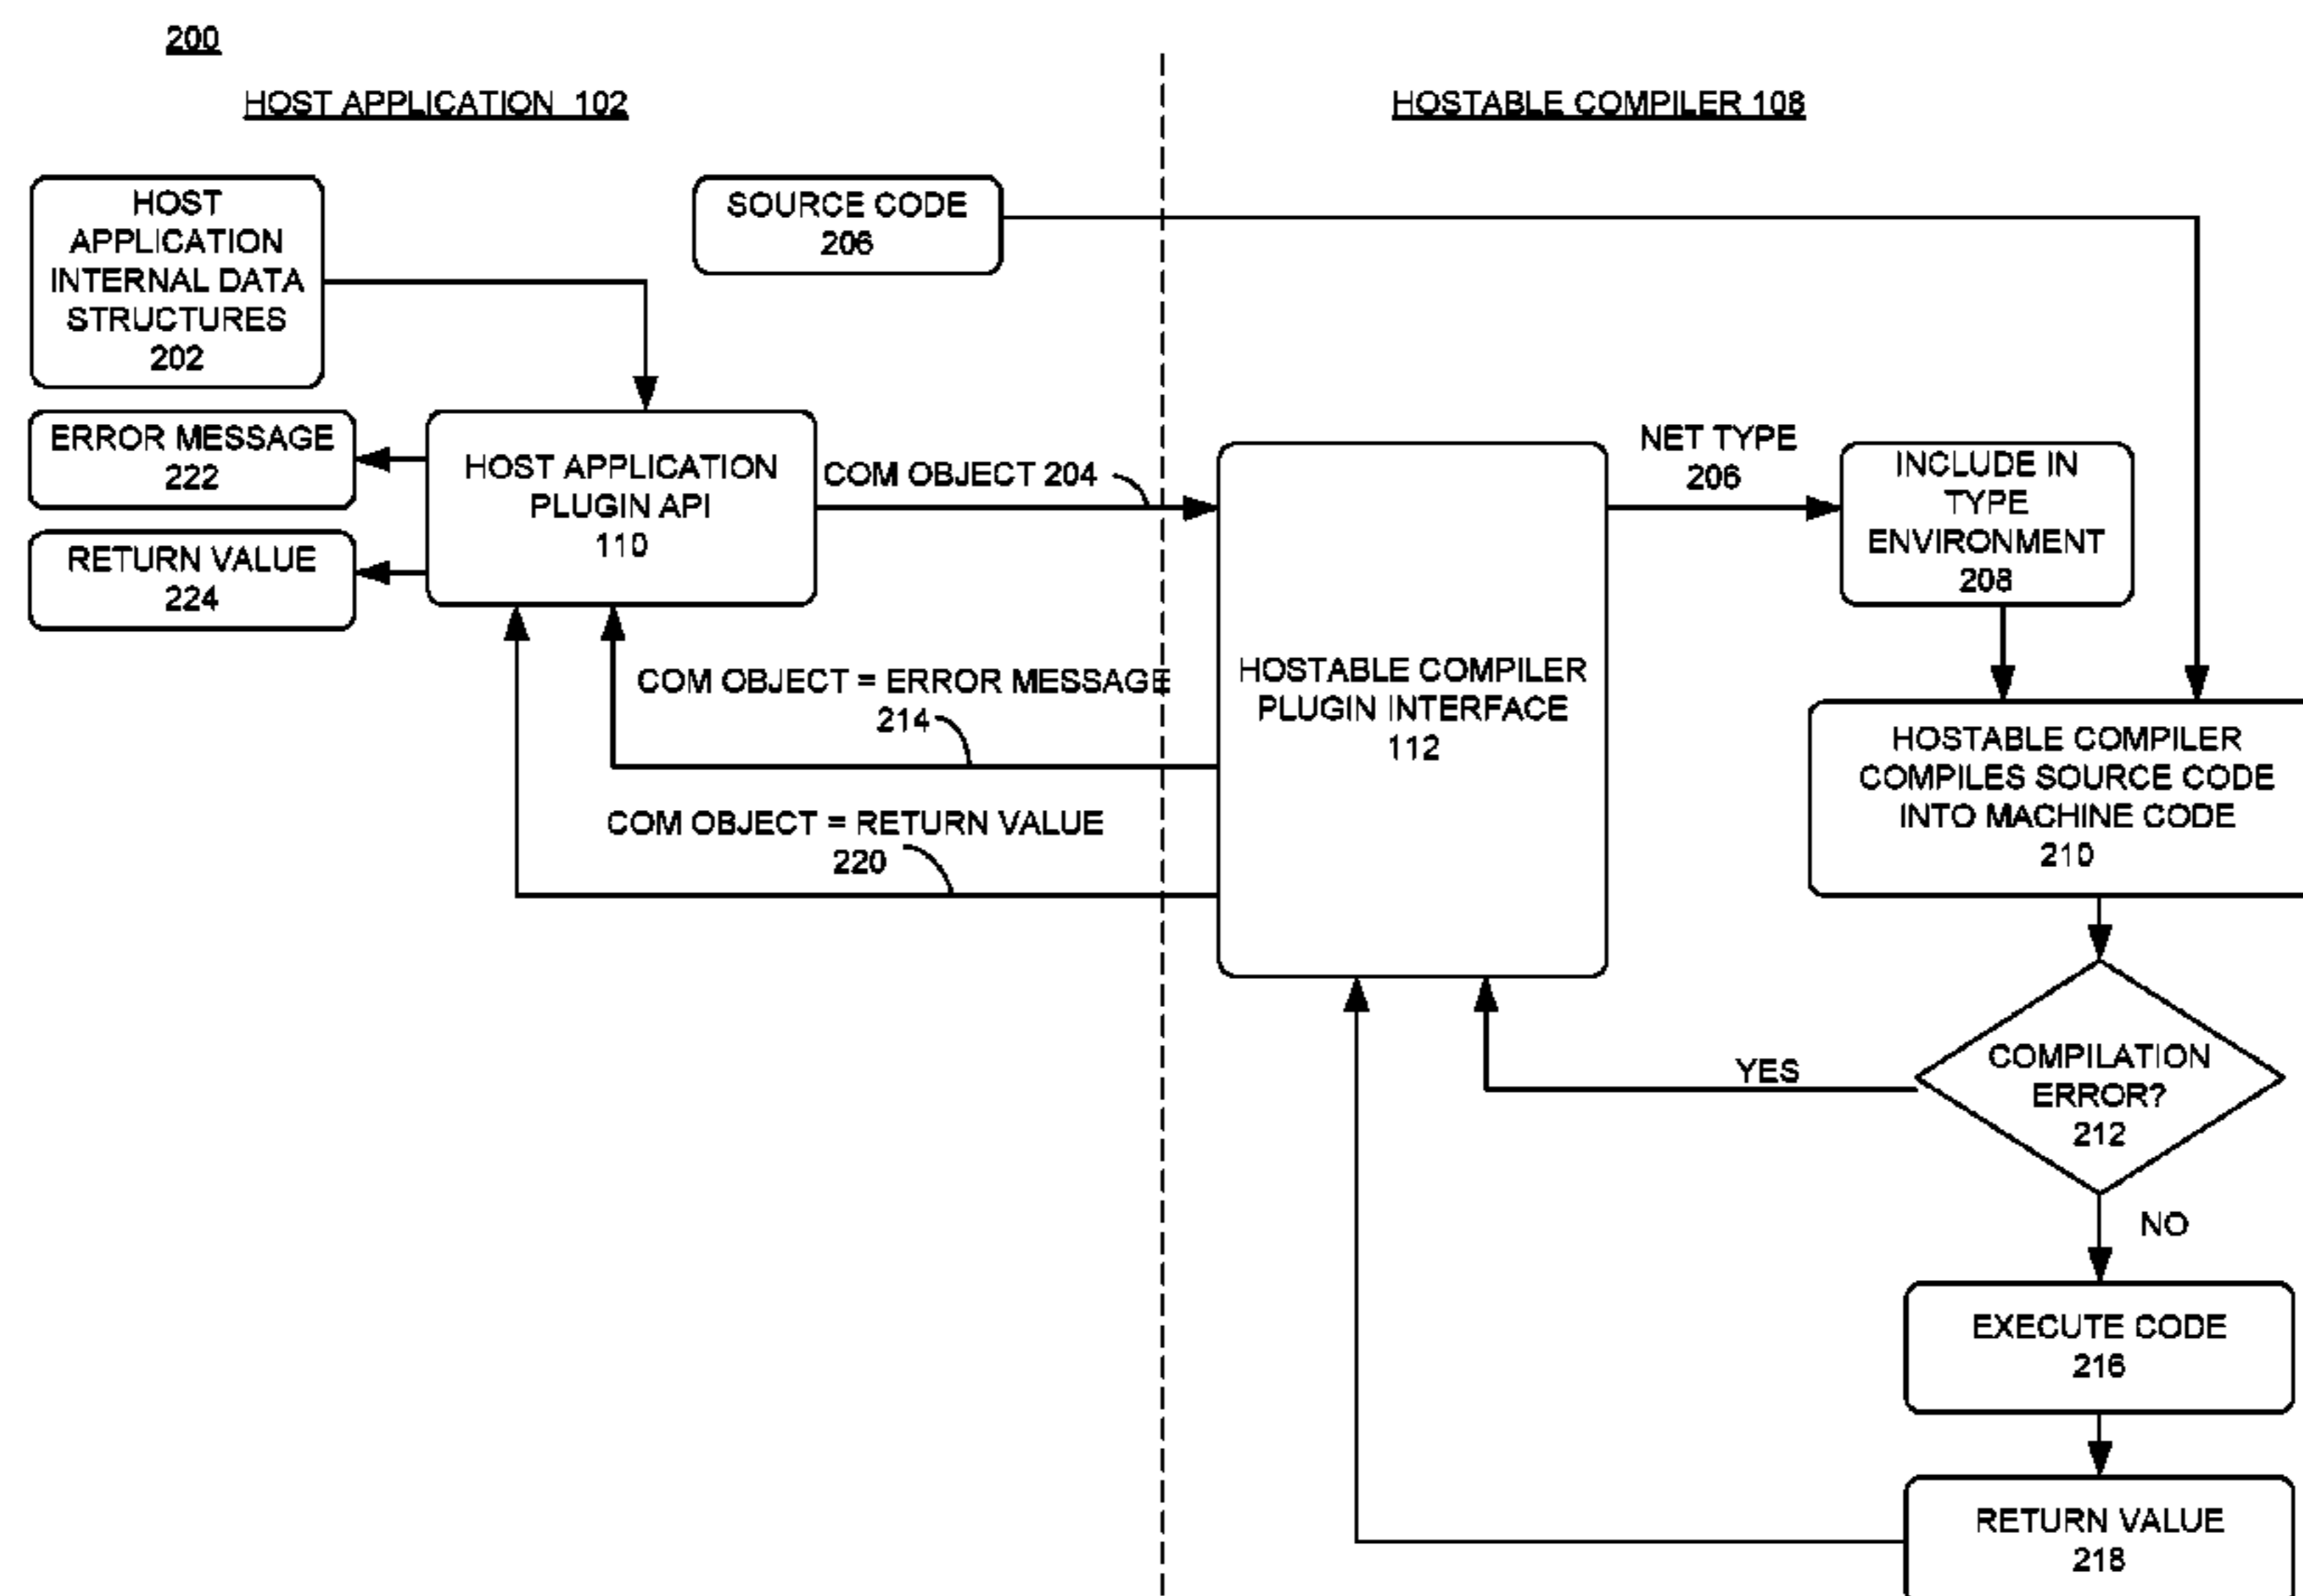 200
HOST APPLICATION 102
HOSTABLE COMPILER 108
HOST
APPLICATION
INTERNAL DATA
STRUCTURES
202
SOURCE CODE
206
ERROR MESSAGE
222
RETURN VALUE
224
HOST APPLICATION
PLUGIN API
110
COM OBJECT 204
COM OBJECT = ERROR MESSAGE
214
COM OBJECT = RETURN VALUE
220
HOSTABLE COMPILER
PLUGIN INTERFACE
112
NET TYPE
206
INCLUDE IN
TYPE
ENVIRONMENT
208
HOSTABLE COMPILER
COMPILES SOURCE CODE
INTO MACHINE CODE
210
COMPILATION
ERROR?
212
YES
NO
EXECUTE CODE
216
RETURN VALUE
218